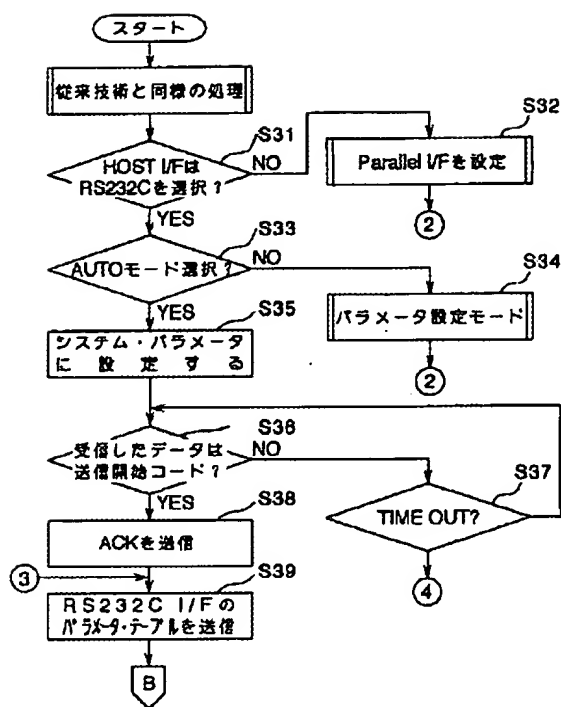 スタート
従来技術と同様の処理
S31
HOST I/Fは
RS232Cを選択？
NO
YES
S32
Parallel I/Fを設定
2
S33
AUTOモード選択？
NO
YES
S34
パラメータ設定モード
2
S35
システム・パラメータ
に設定する
S36
受信したデータは
送信開始コード？
NO
YES
S37
TIME OUT?
4
S38
ACKを送信
3
S39
RS232C I/Fの
パラメータ・テーブルを送信
B